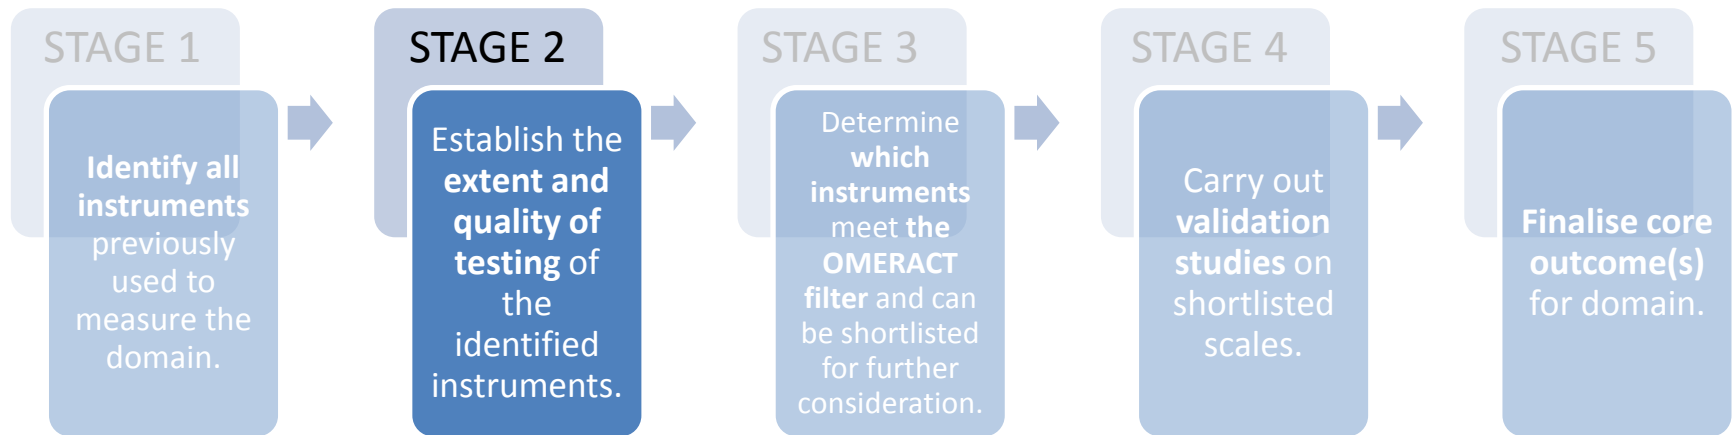 STAGE 1
Identify all
instruments
previously
used to
measure the
domain.
STAGE 2
Establish the
extent and
quality of
testing of
the
identified
instruments.
STAGE 3
Determine
which
instruments
meet the
OMERACT
filter and can
be shortlisted
for further
consideration.
STAGE 4
Carry out
validation
studies on
shortlisted
scales.
STAGE 5
Finalise core
outcome(s)
for domain.